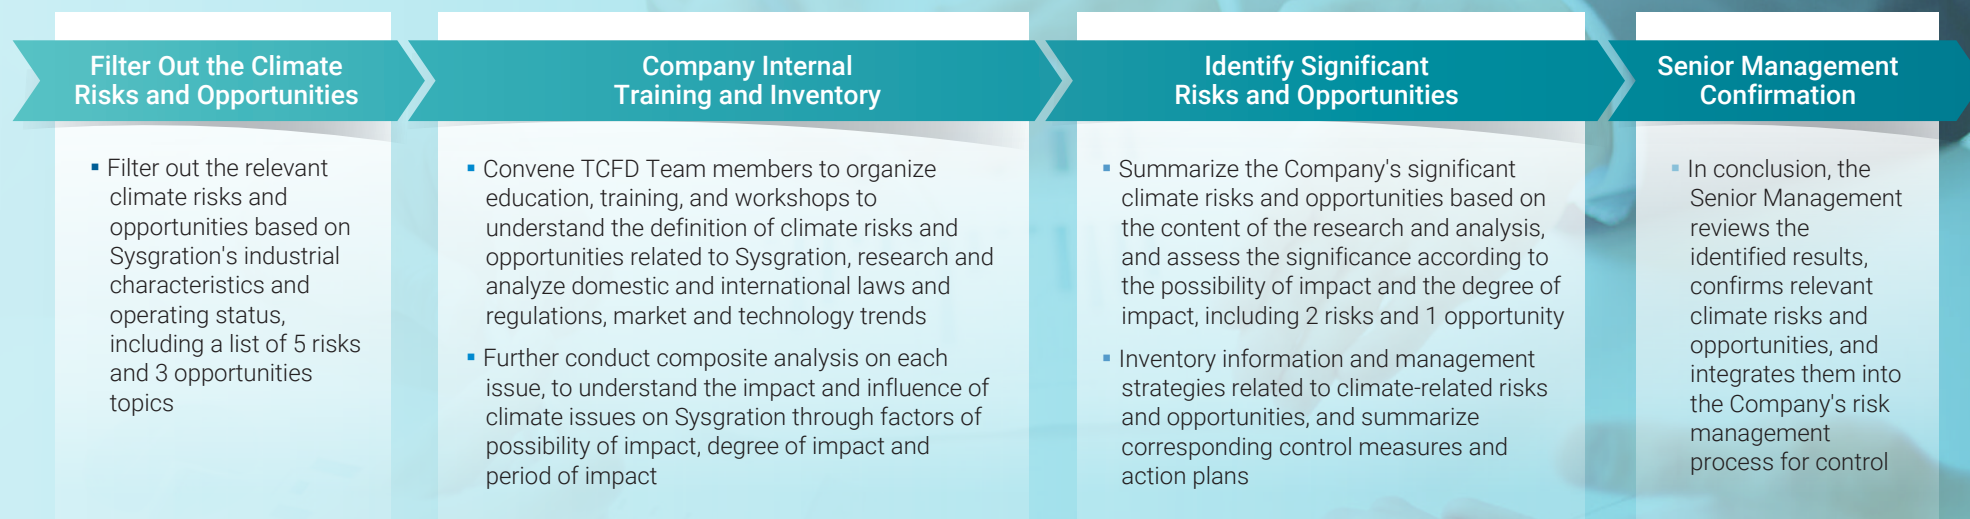 Filter Out the Climate
Risks and Opportunities
▪ Filter out the relevant
climate risks and
opportunities based on
Sysgration's industrial
characteristics and
operating status,
including a list of 5 risks
and 3 opportunities
topics
Company Internal
Training and Inventory
▪ Convene TCFD Team members to organize
education, training, and workshops to
understand the definition of climate risks and
opportunities related to Sysgration, research and
analyze domestic and international laws and
regulations, market and technology trends
▪ Further conduct composite analysis on each
issue, to understand the impact and influence of
climate issues on Sysgration through factors of
possibility of impact, degree of impact and
period of impact
Identify Significant
Risks and Opportunities
▪ Summarize the Company's significant
climate risks and opportunities based on
the content of the research and analysis,
and assess the significance according to
the possibility of impact and the degree of
impact, including 2 risks and 1 opportunity
▪ Inventory information and management
strategies related to climate-related risks
and opportunities, and summarize
corresponding control measures and
action plans
Senior Management
Confirmation
▪ In conclusion, the
Senior Management
reviews the
identified results,
confirms relevant
climate risks and
opportunities, and
integrates them into
the Company's risk
management
process for control